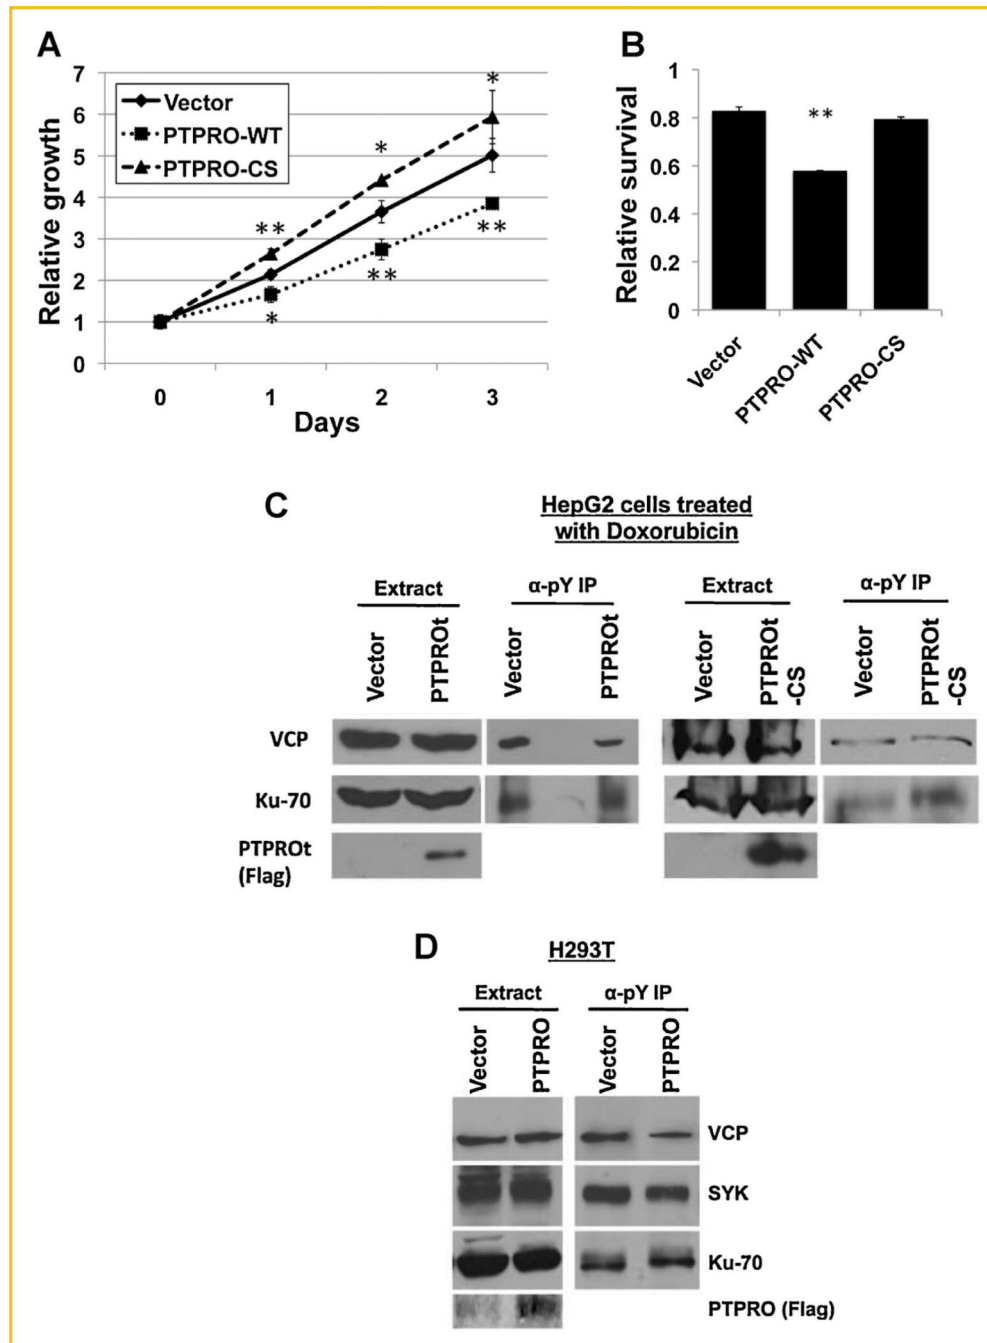 A
Relative growth
7
6
5
4
3
2
1
0
Vector
PTPRO-WT
PTPRO-CS
*
*
**
**
**
*
0 1 2 3
Days
B
Relative survival
1
0.8
0.6
0.4
0.2
0
**
Vector
PTPRO-WT
PTPRO-CS
C
HepG2 cells treated
with Doxorubicin
Extract α-pY IP Extract α-pY IP
Vector
PTPROt
Vector
PTPROt
Vector
PTPROt
-CS
Vector
PTPROt
-CS
VCP
Ku-70
PTPROt
(Flag)
D
H293T
Extract α-pY IP
Vector
PTPRO
Vector
PTPRO
VCP
SYK
Ku-70
PTPRO (Flag)